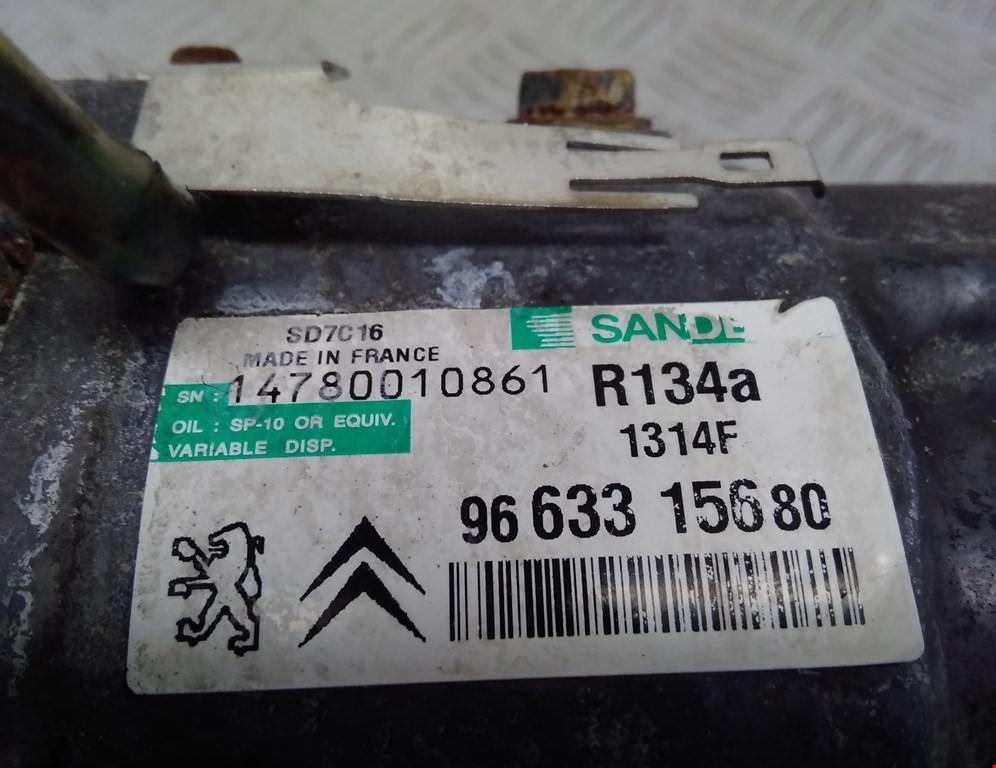 SD7C16
MADE IN FRANCE
SN : 14780010861
OIL : SP-10 OR EQUIV.
VARIABLE DISP.
SANDE
R134a
1314F
96 633 156 80